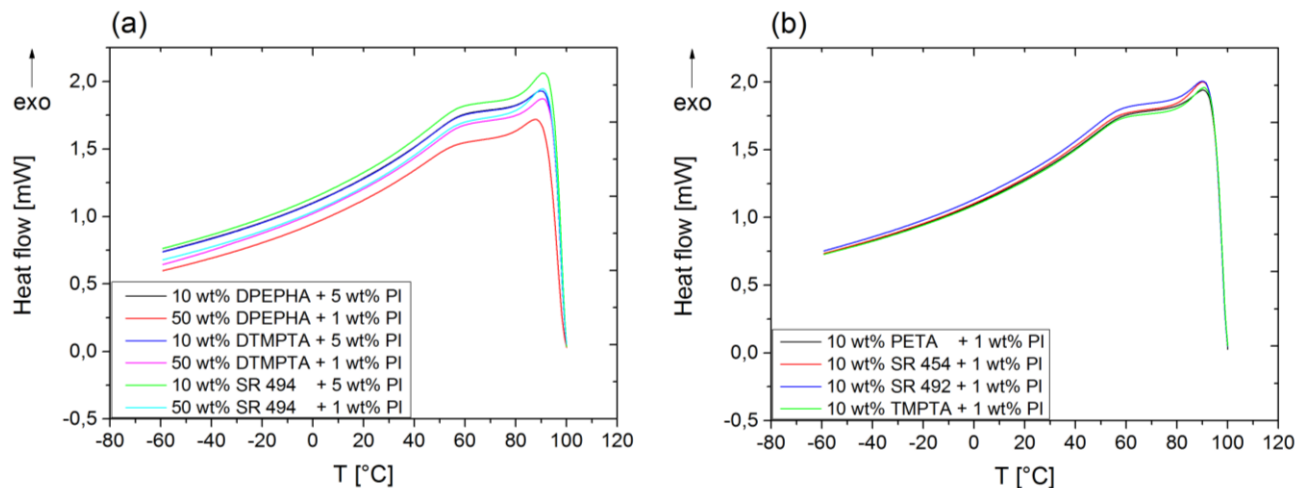 (a)
exo
Heat flow [mW]
2,0
1,5
1,0
0,5
0,0
-0,5
10 wt% DPEPHA + 5 wt% PI
50 wt% DPEPHA + 1 wt% PI
10 wt% DTMPTA + 5 wt% PI
50 wt% DTMPTA + 1 wt% PI
10 wt% SR 494 + 5 wt% PI
50 wt% SR 494 + 1 wt% PI
-80 -60 -40 -20 0 20 40 60 80 100 120
T [°C]
(b)
exo
Heat flow [mW]
2,0
1,5
1,0
0,5
0,0
-0,5
10 wt% PETA + 1 wt% PI
10 wt% SR 454 + 1 wt% PI
10 wt% SR 492 + 1 wt% PI
10 wt% TMPTA + 1 wt% PI
-80 -60 -40 -20 0 20 40 60 80 100 120
T [°C]